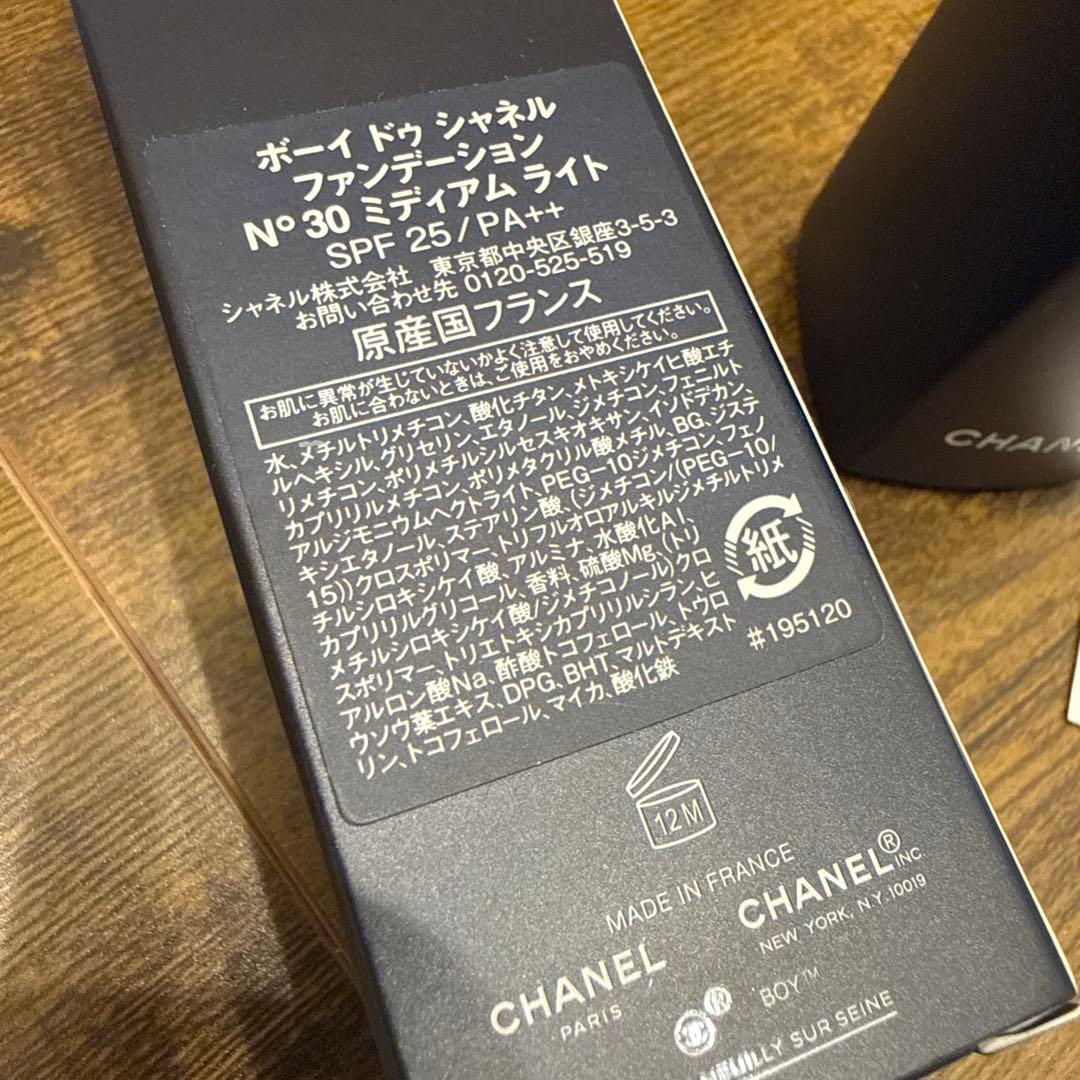 ボーイ ドゥ シャネル
ファンデーション
N° 30 ミディアム ライト
SPF 25/PA++
シャネル株式会社 東京都中央区銀座3-5-3
お問い合わせ先 0120-525-519
原産国フランス
お肌に異常が生じていないかよく注意して使用してください。
お肌に合わないときは、ご使用をおやめください。
水、メチルトリメチコン、酸化チタン、メトキシケイヒ酸エチ
ルヘキシル、グリセリン、エタノール、ジメチコン、フェニルト
リメチコン、ポリメチルシルセスキオキサン、イソドデカン、
カプリリルメチコン、ポリメタクリル酸メチル、BG、ジステ
アルジモニウムヘクトライト、PEG-10ジメチコン、フェノ
キシエタノール、ステアリン酸、(ジメチコン/(PEG-10/
15))クロスポリマー、トリフルオロアルキルジメチルトリメ
チルシロキシケイ酸、アルミナ、水酸化Al、
カプリリルグリコール、香料、硫酸Mg、(トリ
メチルシロキシケイ酸/ジメチコノール)クロ
スポリマー、トリエトキシカプリリルシラン、ヒ
アルロン酸Na、酢酸トコフェロール、トウロ
ウソウ葉エキス、DPG、BHT、マルトデキスト
リン、トコフェロール、マイカ、酸化鉄
紙
#195120
12M
MADE IN FRANCE
CHANEL
PARIS
CHANEL® INC.
NEW YORK, N.Y. 10019
® BOY™
SUR SEINE